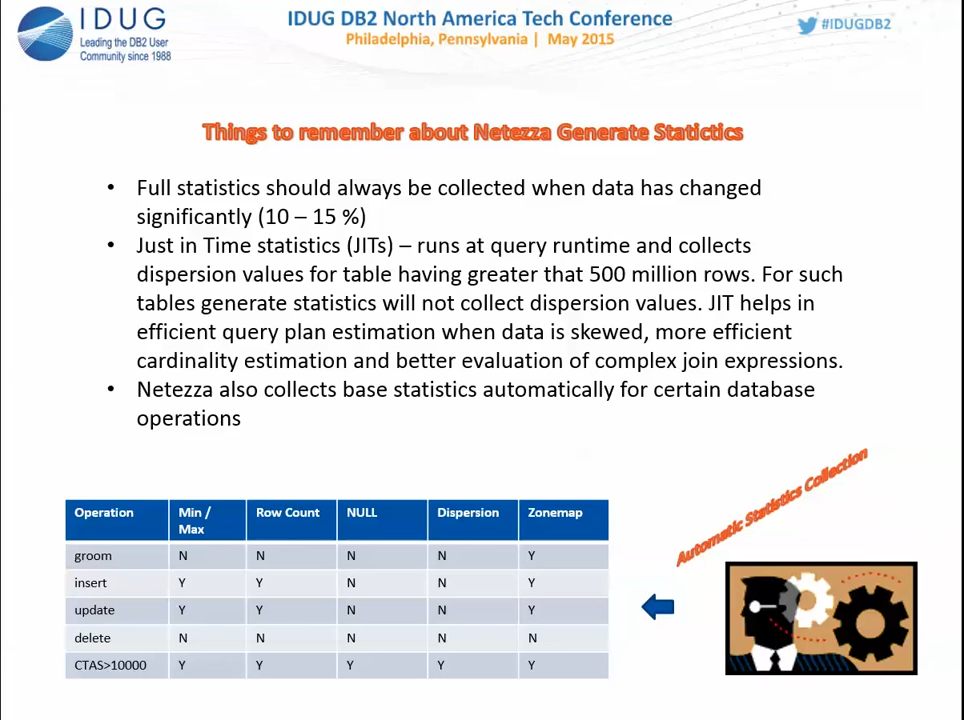 IDUG
Leading the DB2 User
Community since 1988
IDUG DB2 North America Tech Conference
Philadelphia, Pennsylvania | May 2015
#IDUGDB2
Things to remember about Netezza Generate Statictics
• Full statistics should always be collected when data has changed
significantly (10 – 15 %)
• Just in Time statistics (JITs) – runs at query runtime and collects
dispersion values for table having greater that 500 million rows. For such
tables generate statistics will not collect dispersion values. JIT helps in
efficient query plan estimation when data is skewed, more efficient
cardinality estimation and better evaluation of complex join expressions.
• Netezza also collects base statistics automatically for certain database
operations
Automatic Statistics Collection
Operation Min / Max Row Count NULL Dispersion Zonemap
groom N N N N Y
insert Y Y N N Y
update Y Y N N Y
delete N N N N N
CTAS>10000 Y Y Y Y Y